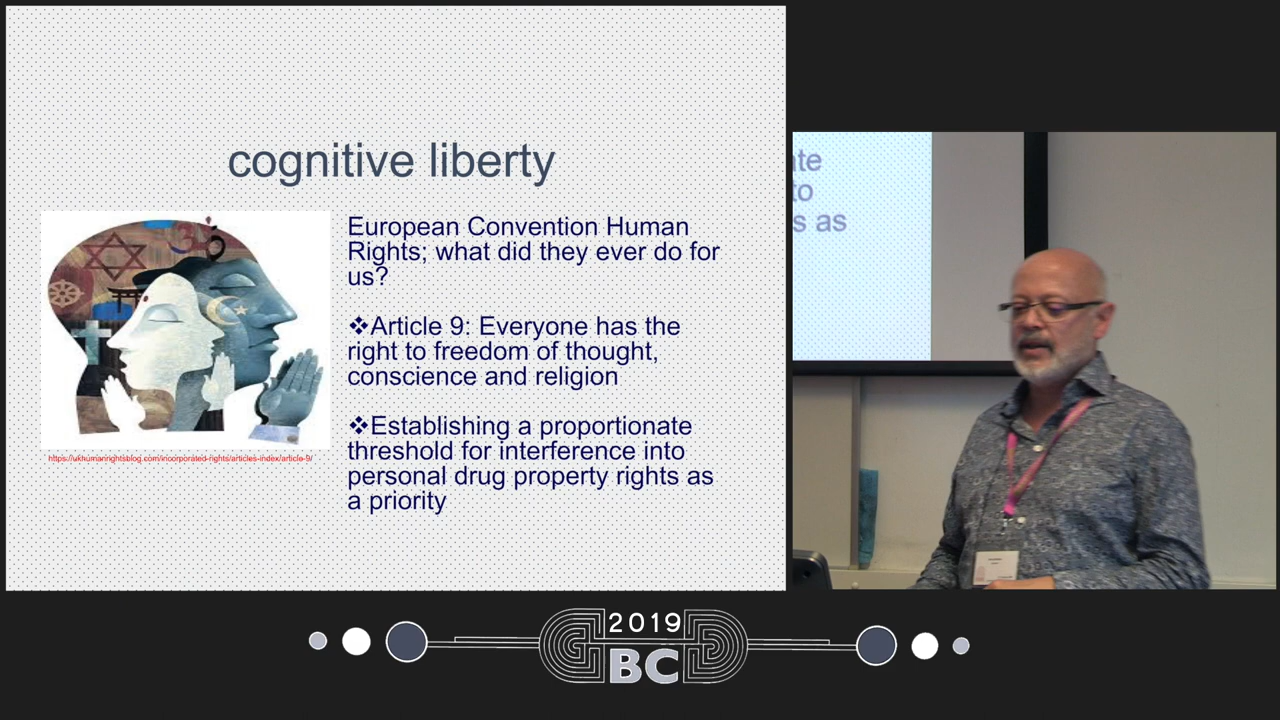 cognitive liberty
European Convention Human
Rights; what did they ever do for
us?
❖Article 9: Everyone has the
right to freedom of thought,
conscience and religion
❖Establishing a proportionate
threshold for interference into
personal drug property rights as
a priority
https://ukhumanrightsblog.com/incorporated-rights/articles-index/article-9/
to
s as
2019
BC